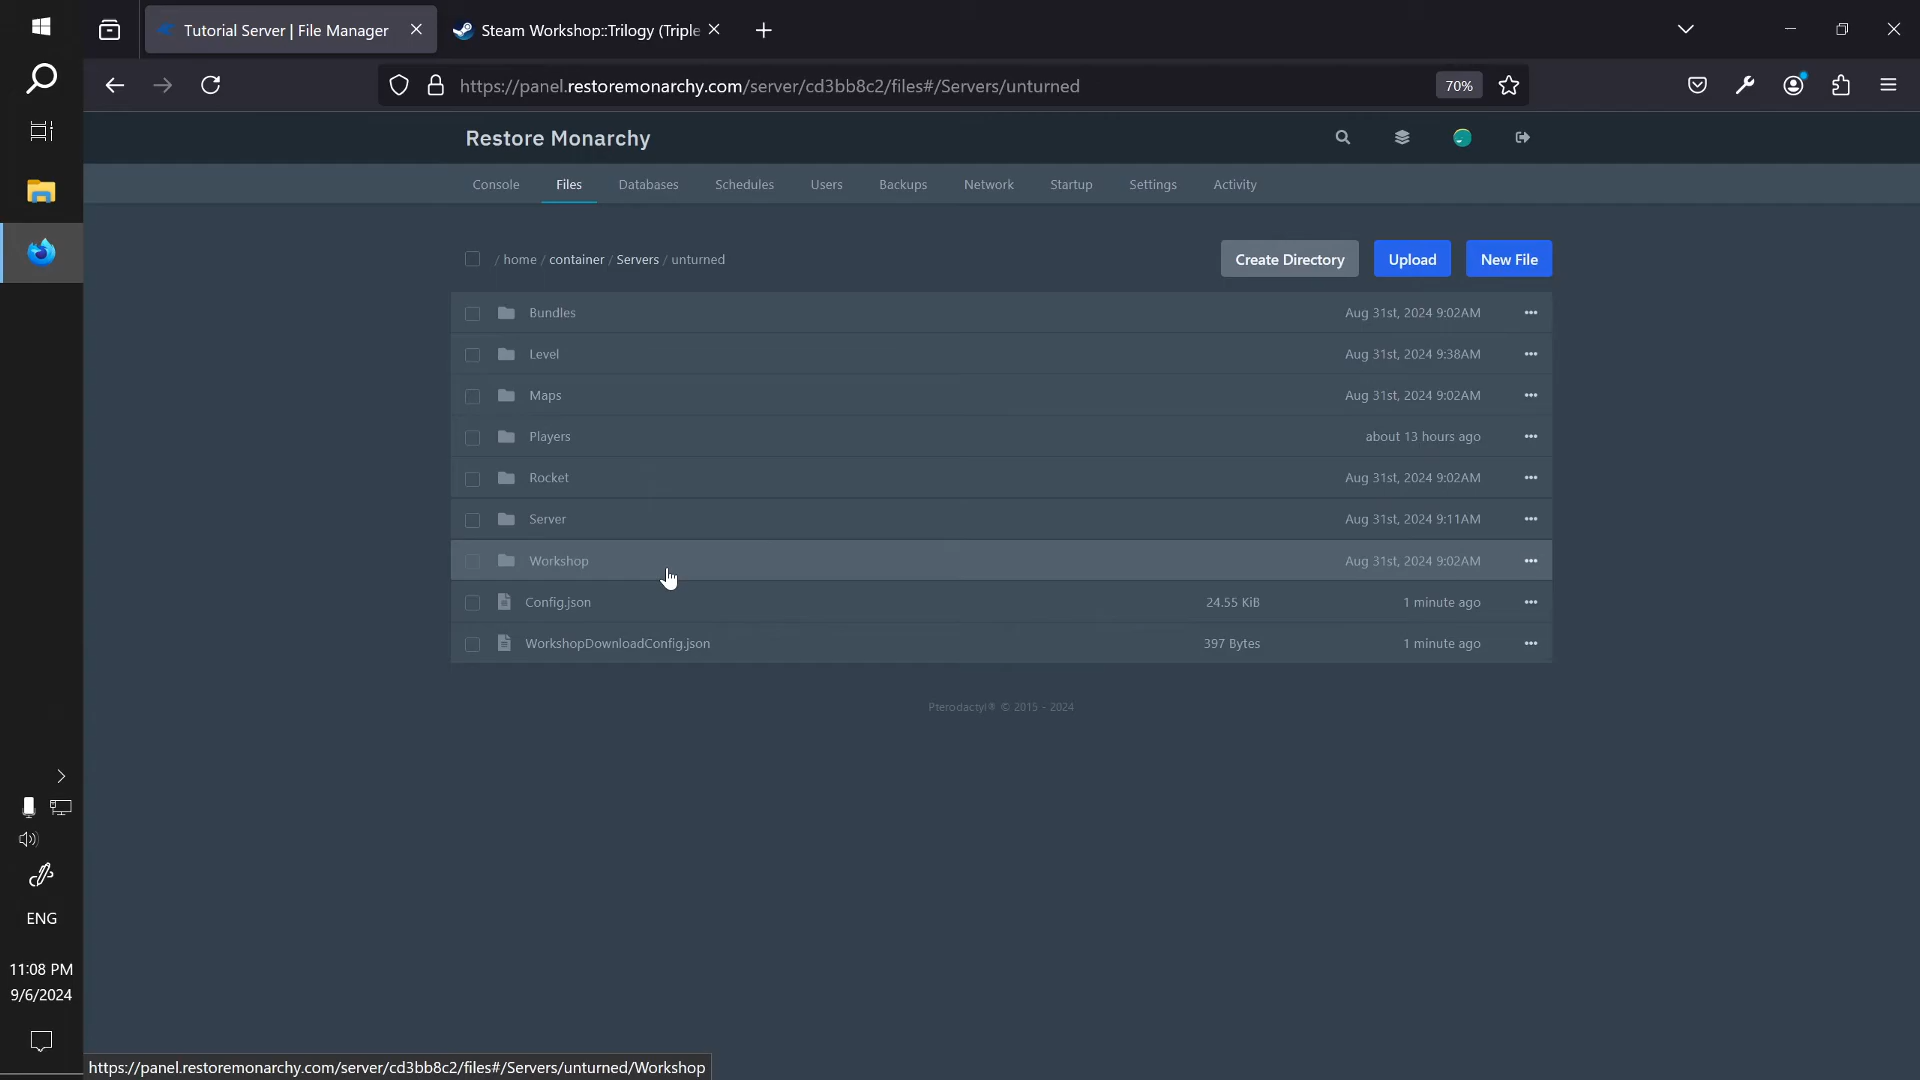 Tutorial Server | File Manager
Steam Workshop::Trilogy (Triple
https://panel.restoremonarchy.com/server/cd3bb8c2/files#/Servers/unturned
70%
Restore Monarchy
Console Files Databases Schedules Users Backups Network Startup Settings Activity
/ home / container / Servers / unturned
Create Directory Upload New File
Bundles Aug 31st, 2024 9:02AM
Level Aug 31st, 2024 9:38AM
Maps Aug 31st, 2024 9:02AM
Players about 13 hours ago
Rocket Aug 31st, 2024 9:02AM
Server Aug 31st, 2024 9:11AM
Workshop Aug 31st, 2024 9:02AM
Config.json 24.55 KiB 1 minute ago
WorkshopDownloadConfig.json 397 Bytes 1 minute ago
Pterodactyl® © 2015 - 2024
ENG
11:08 PM
9/6/2024
https://panel.restoremonarchy.com/server/cd3bb8c2/files#/Servers/unturned/Workshop